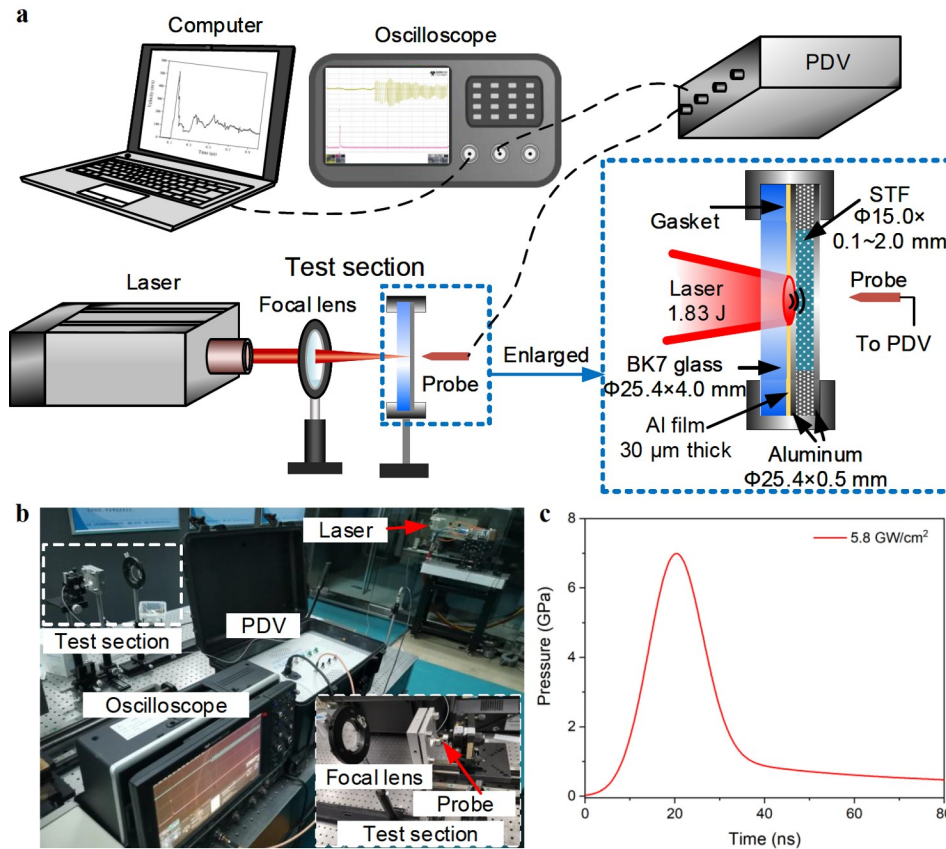 a
Computer
Oscilloscope
PDV
Velocity (m/s)
Time (μs)
Laser
Test section
Focal lens
Probe
Enlarged
Gasket
STF
Φ15.0×
0.1~2.0 mm
Laser
1.83 J
Probe
To PDV
BK7 glass
Φ25.4×4.0 mm
Al film
30 μm thick
Aluminum
Φ25.4×0.5 mm
b
Laser
Test section
PDV
Oscilloscope
Focal lens
Probe
Test section
c
5.8 GW/cm²
Pressure (GPa)
8
6
4
2
0
0 20 40 60 80
Time (ns)